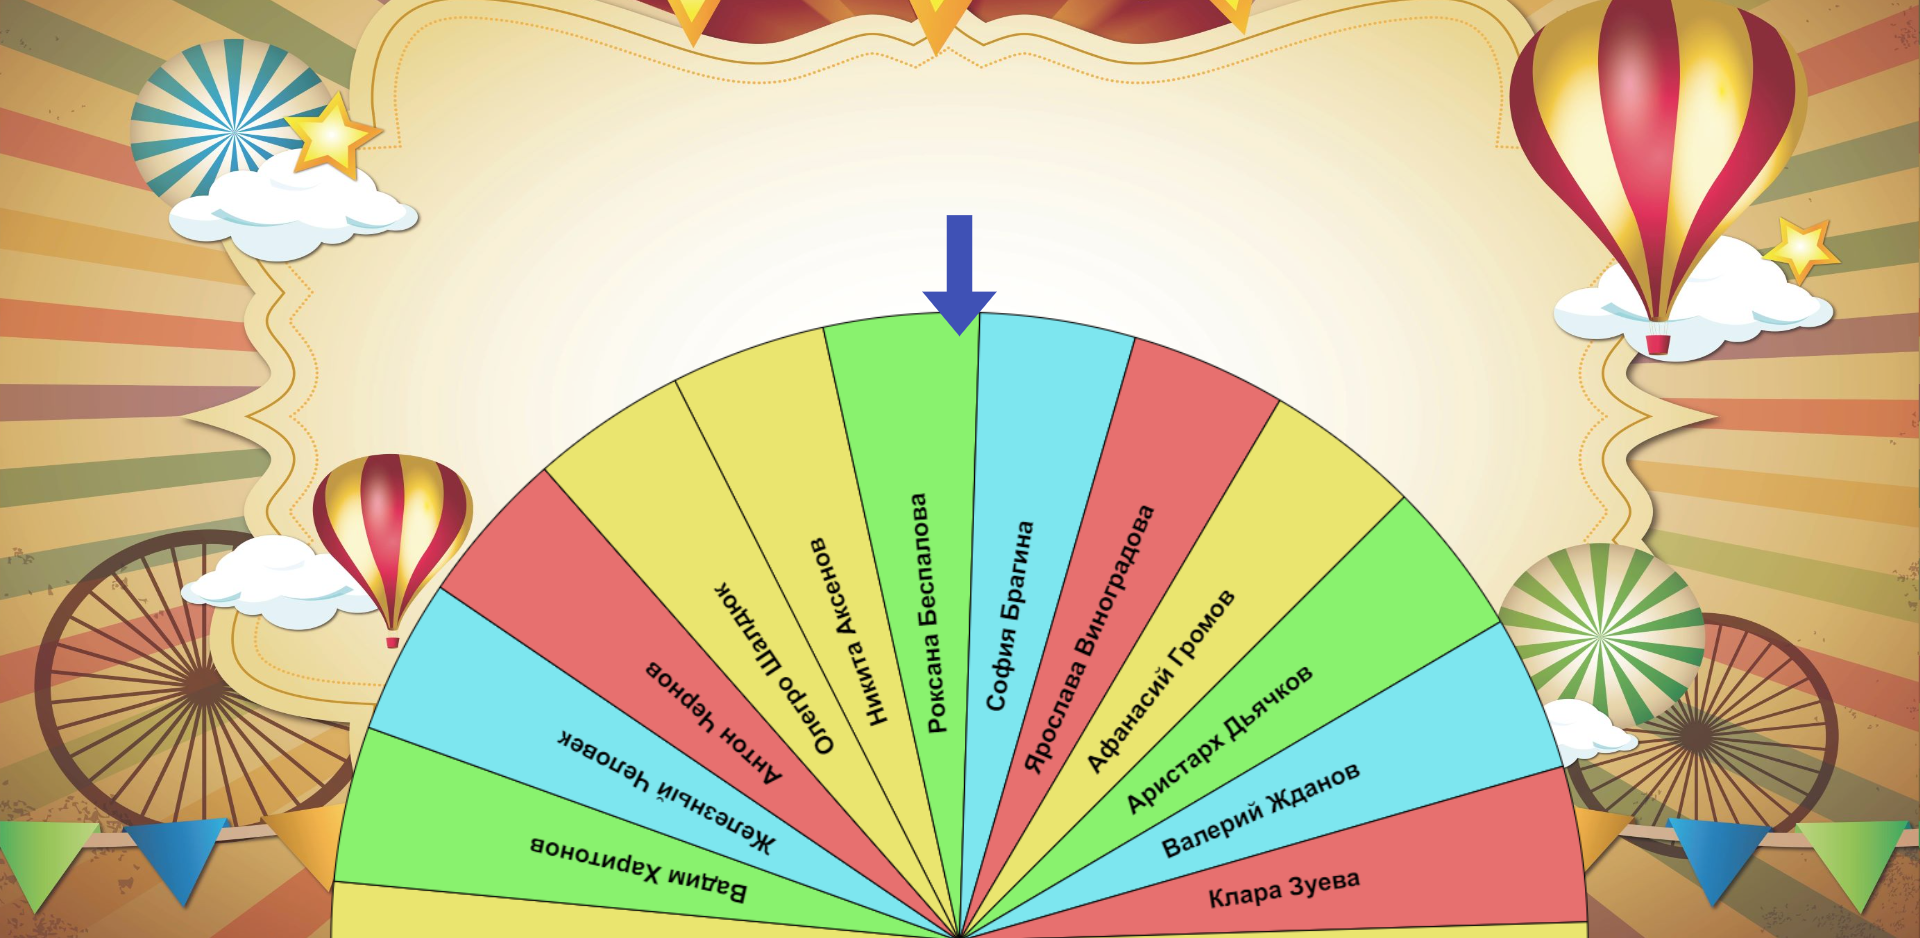 Вадим Харитонов
Железный Человек
Антон Чернов
Олегро Шалдюк
Никита Аксенов
Роксана Беспалова
София Брагина
Ярослава Виноградова
Афанасий Громов
Аристарх Дьячков
Валерий Жданов
Клара Зуева